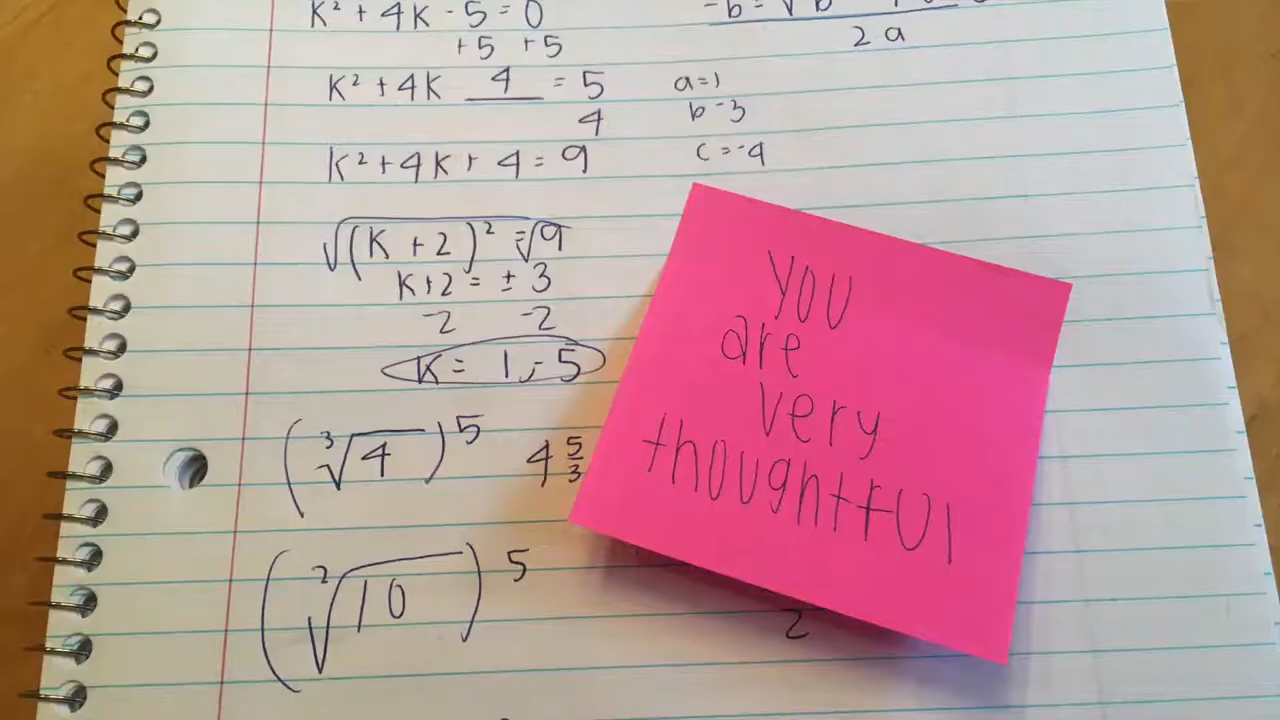 K² + 4K - 5 = 0
+5 +5
K² + 4K 4 = 5
4
K² + 4K + 4 = 9
√(K + 2)² = √9
K+2 = ± 3
-2 -2
K = 1, -5
(³√4)⁵ 4 5/3
(²√10)⁵
2a
a=1
b-3
c=-4
YOU
are
very
thoughtful
2